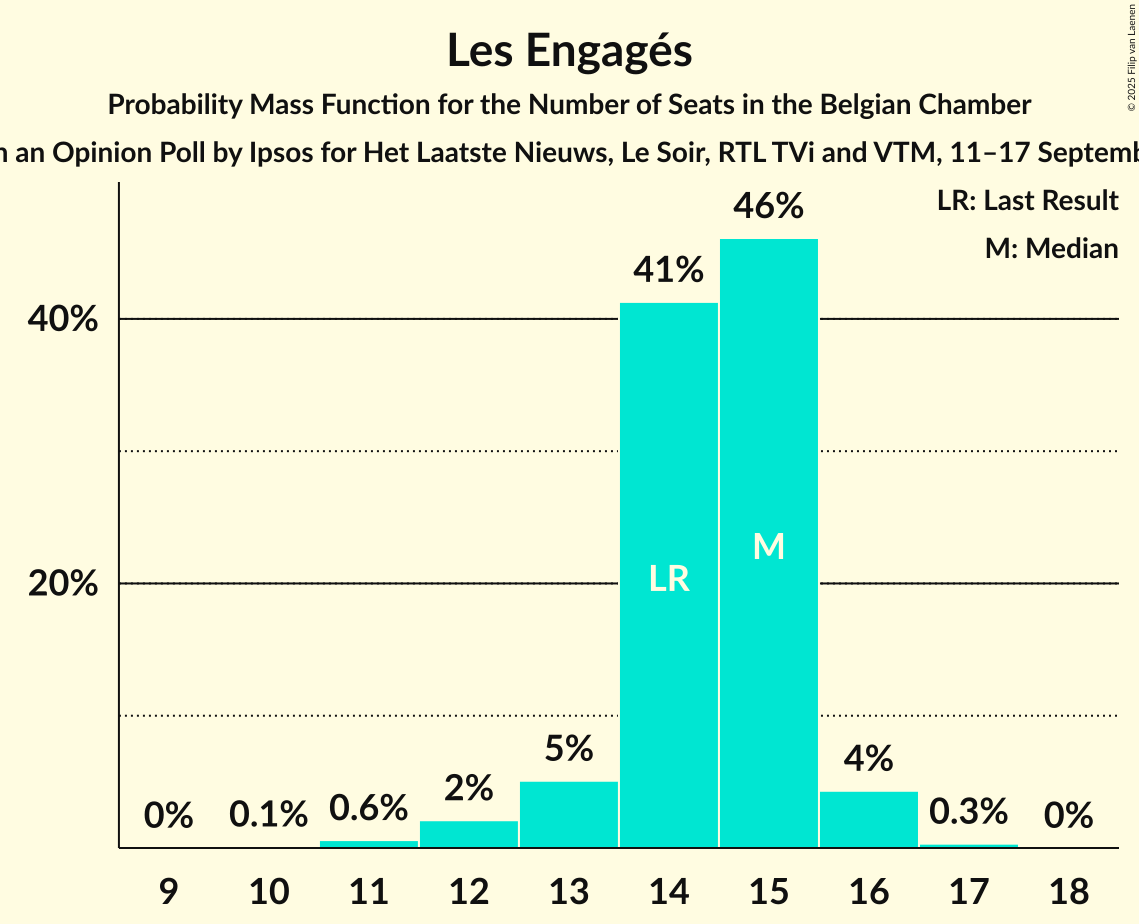 Les Engagés
Probability Mass Function for the Number of Seats in the Belgian Chamber
an Opinion Poll by Ipsos for Het Laatste Nieuws, Le Soir, RTL TVi and VTM, 11–17
© 2025 Filip van Laenen
LR: Last Result
M: Median
46%
41%
40%
M
LR
20%
5%
4%
2%
0.6%
0.3%
0.1%
0%
0%
9 10 11 12 13 14 15 16 17 18